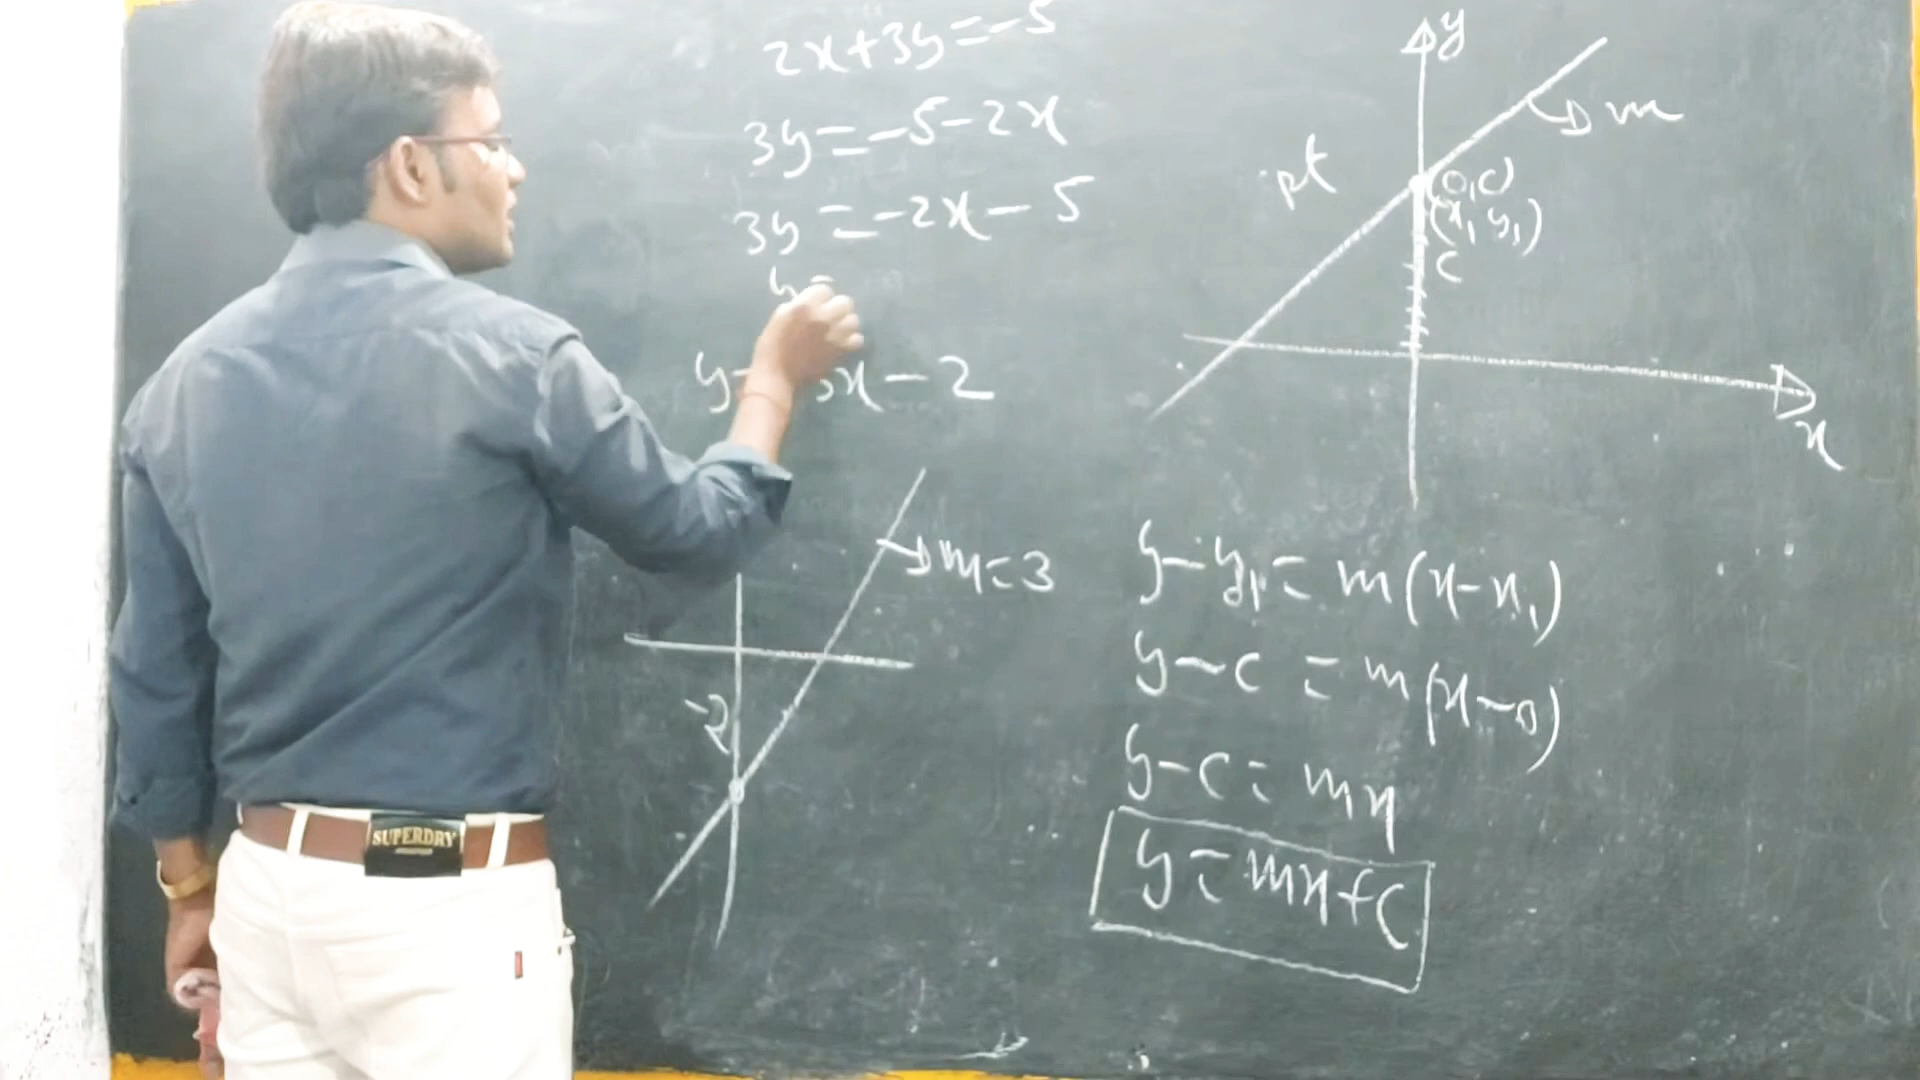 2x+3y=-5
3y=-5-2x
3y=-2x-5
y=
x-2
m=3
-2
y
m
pt
(0,c)
(x₁ y₁)
c
x
y-y₁=m(x-x₁)
y-c=m(x-0)
y-c=mx
y=mx+c
SUPERDRY